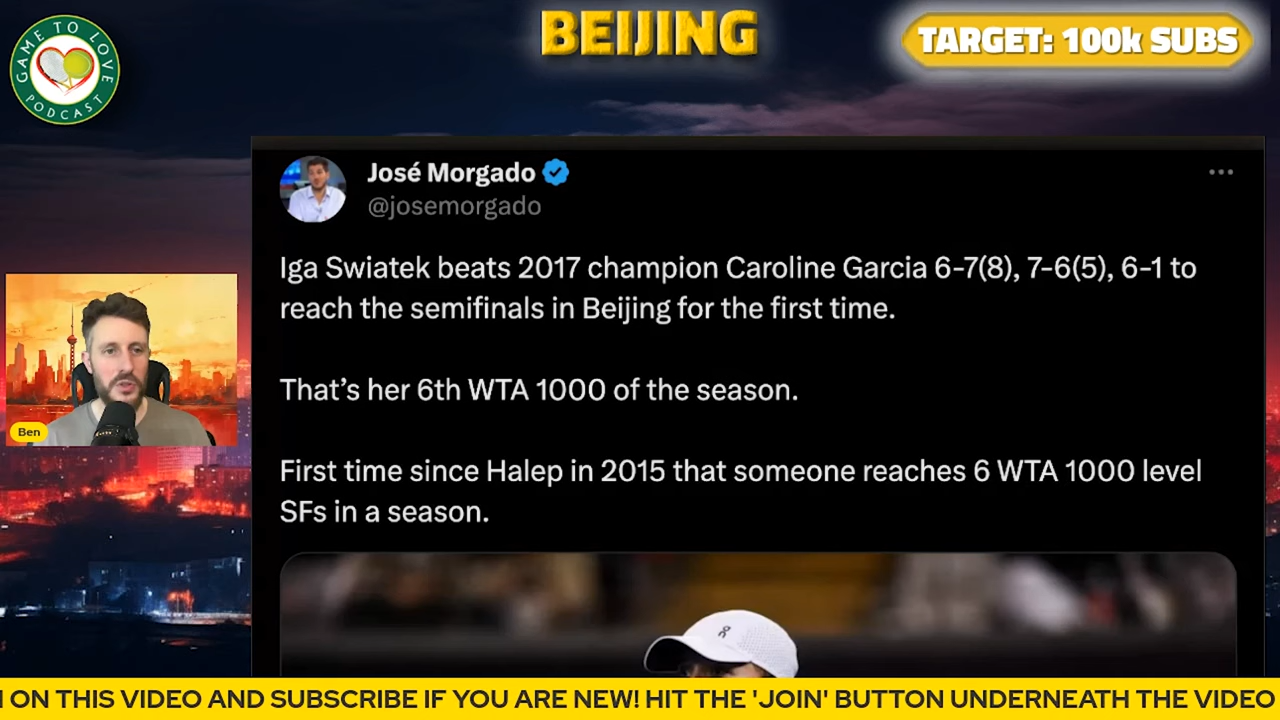 GAME TO LOVE
PODCAST
BEIJING
TARGET: 100k SUBS
José Morgado
@josemorgado
Iga Swiatek beats 2017 champion Caroline Garcia 6-7(8), 7-6(5), 6-1 to
reach the semifinals in Beijing for the first time.
That’s her 6th WTA 1000 of the season.
First time since Halep in 2015 that someone reaches 6 WTA 1000 level
SFs in a season.
Ben
ON THIS VIDEO AND SUBSCRIBE IF YOU ARE NEW! HIT THE 'JOIN' BUTTON UNDERNEATH THE VIDEO